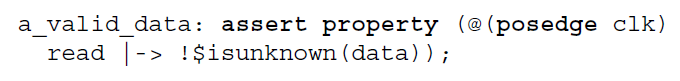 a_valid_data: assert property (@(posedge clk)
read |-> !$isunknown(data));